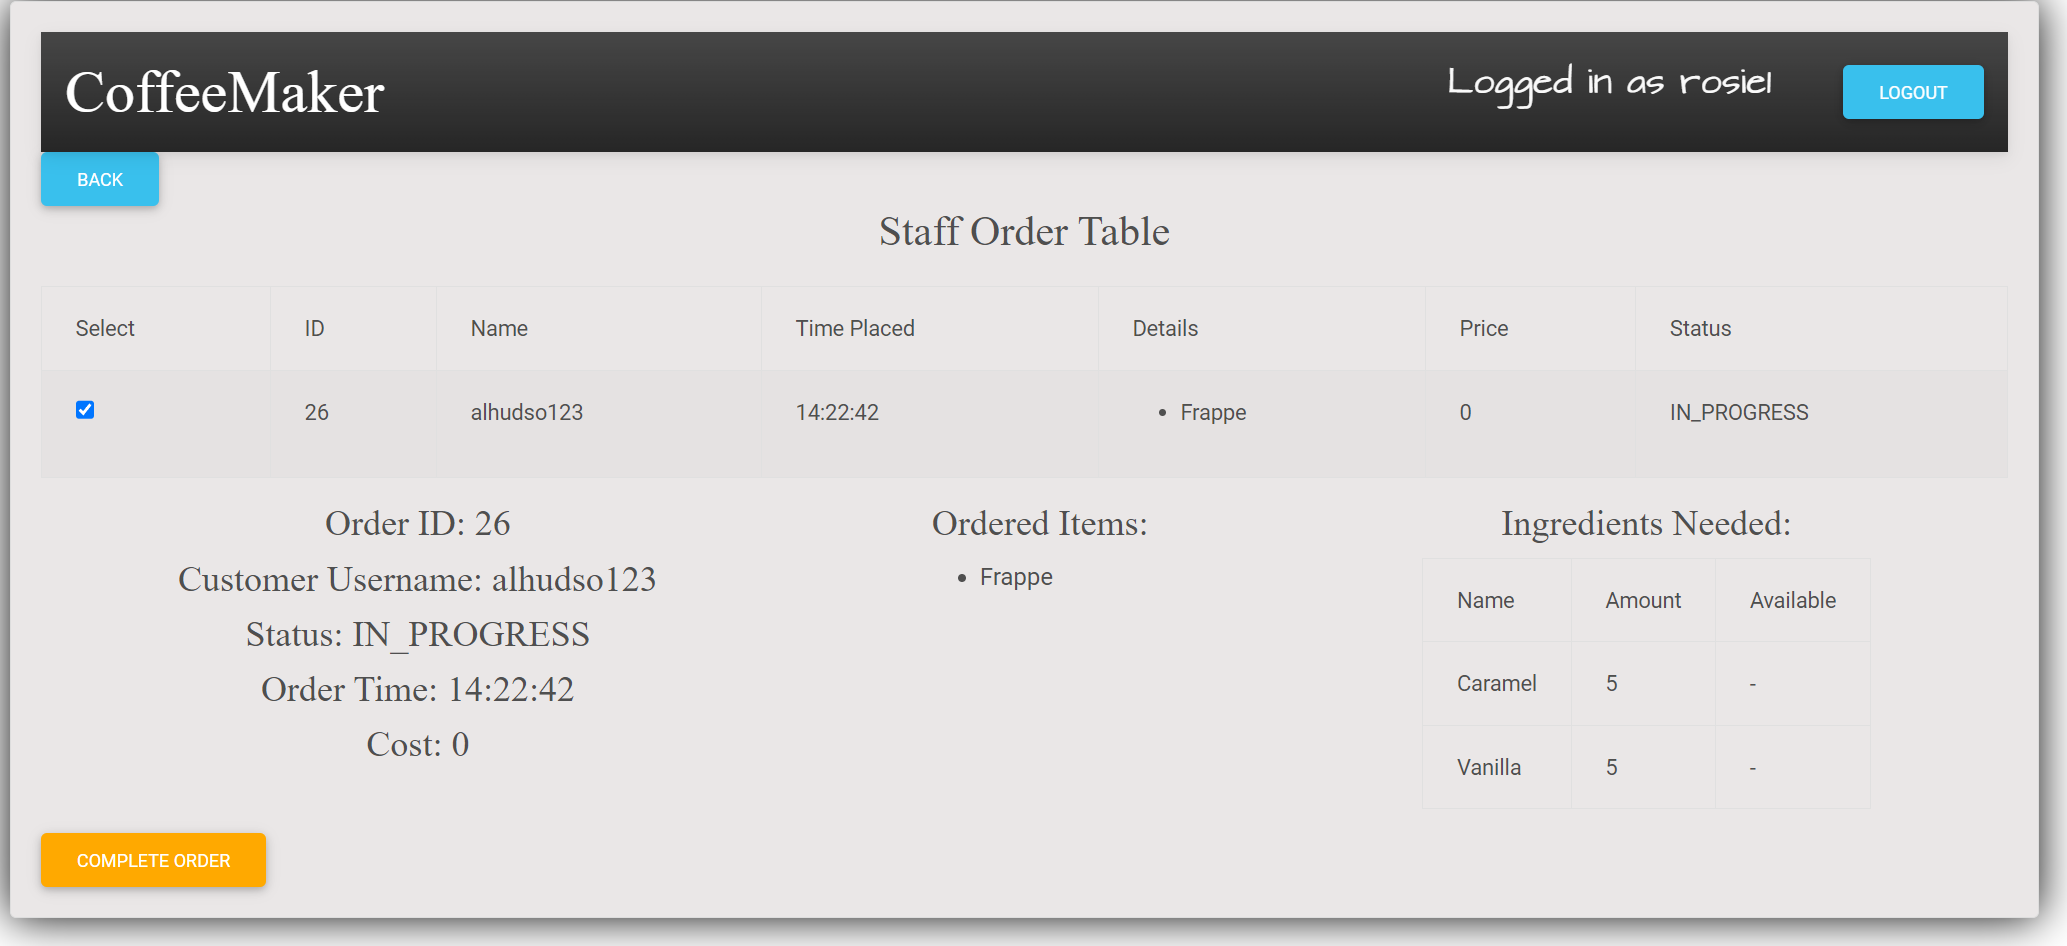 CoffeeMaker
Logged in as rosie1
LOGOUT
BACK
Staff Order Table
Select ID Name Time Placed Details Price Status
26 alhudso123 14:22:42 • Frappe 0 IN_PROGRESS
Order ID: 26
Customer Username: alhudso123
Status: IN_PROGRESS
Order Time: 14:22:42
Cost: 0
Ordered Items:
• Frappe
Ingredients Needed:
Name Amount Available
Caramel 5 -
Vanilla 5 -
COMPLETE ORDER